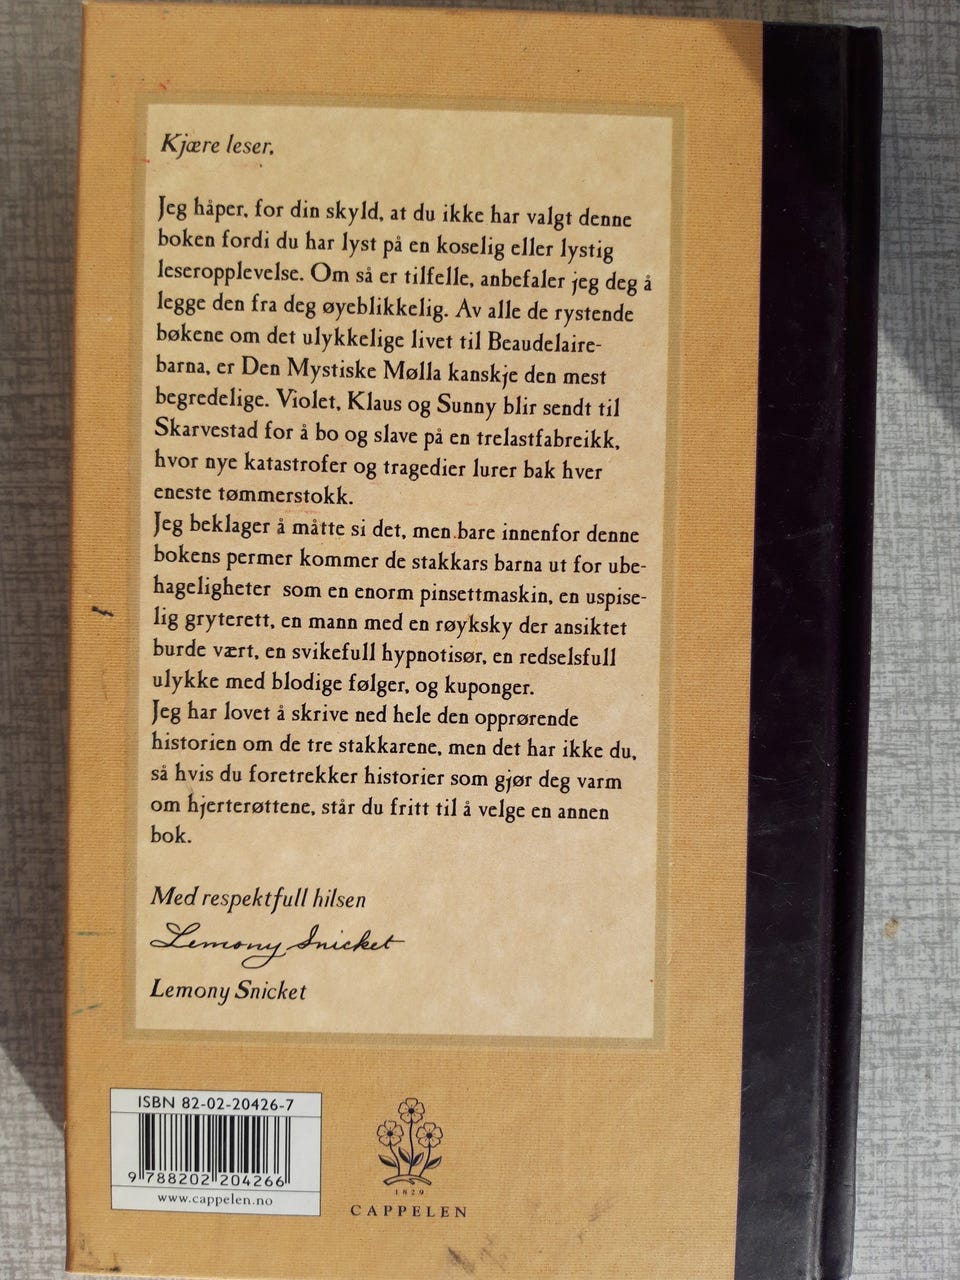 Kjære leser,
Jeg håper, for din skyld, at du ikke har valgt denne
boken fordi du har lyst på en koselig eller lystig
leseropplevelse. Om så er tilfelle, anbefaler jeg deg å
legge den fra deg øyeblikkelig. Av alle de rystende
bøkene om det ulykkelige livet til Beaudelaire-
barna, er Den Mystiske Mølla kanskje den mest
begredelige. Violet, Klaus og Sunny blir sendt til
Skarvestad for å bo og slave på en trelastfabreikk,
hvor nye katastrofer og tragedier lurer bak hver
eneste tømmerstokk.
Jeg beklager å måtte si det, men bare innenfor denne
bokens permer kommer de stakkars barna ut for ube-
hageligheter som en enorm pinsettmaskin, en uspise-
lig gryterett, en mann med en røyksky der ansiktet
burde vært, en svikefull hypnotisør, en redselsfull
ulykke med blodige følger, og kuponger.
Jeg har lovet å skrive ned hele den opprørende
historien om de tre stakkarene, men det har ikke du,
så hvis du foretrekker historier som gjør deg varm
om hjerterøttene, står du fritt til å velge en annen
bok.
Med respektfull hilsen
Lemony Snicket
Lemony Snicket
ISBN 82-02-20426-7
9 788202 204266
www.cappelen.no
1829
CAPPELEN